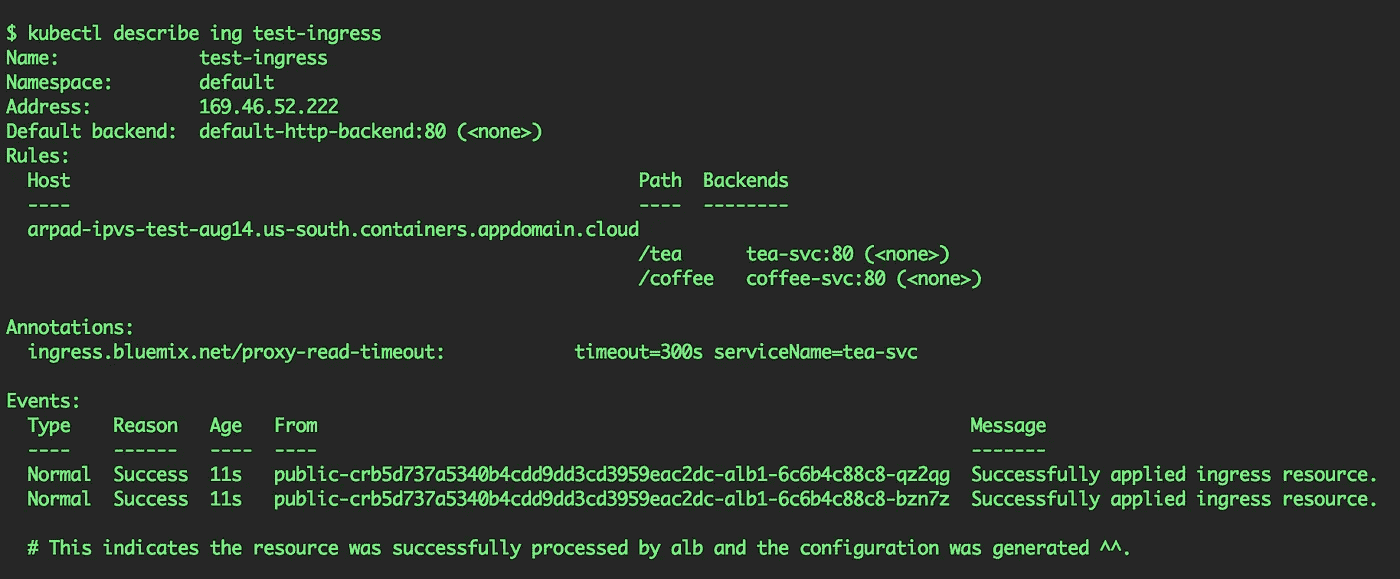 $ kubectl describe ing test-ingress
Name:             test-ingress
Namespace:        default
Address:          169.46.52.222
Default backend:  default-http-backend:80 (<none>)
Rules:
  Host                                                     Path  Backends
  ----                                                     ----  --------
  arpad-ipvs-test-aug14.us-south.containers.appdomain.cloud
                                                           /tea      tea-svc:80 (<none>)
                                                           /coffee   coffee-svc:80 (<none>)
Annotations:
  ingress.bluemix.net/proxy-read-timeout:            timeout=300s serviceName=tea-svc
Events:
  Type    Reason   Age   From                                                             Message
  ----    ------   ----  ----                                                             -------
  Normal  Success  11s   public-crb5d737a5340b4cdd9dd3cd3959eac2dc-alb1-6c6b4c88c8-qz2qg  Successfully applied ingress resource.
  Normal  Success  11s   public-crb5d737a5340b4cdd9dd3cd3959eac2dc-alb1-6c6b4c88c8-bzn7z  Successfully applied ingress resource.
  # This indicates the resource was successfully processed by alb and the configuration was generated ^^.